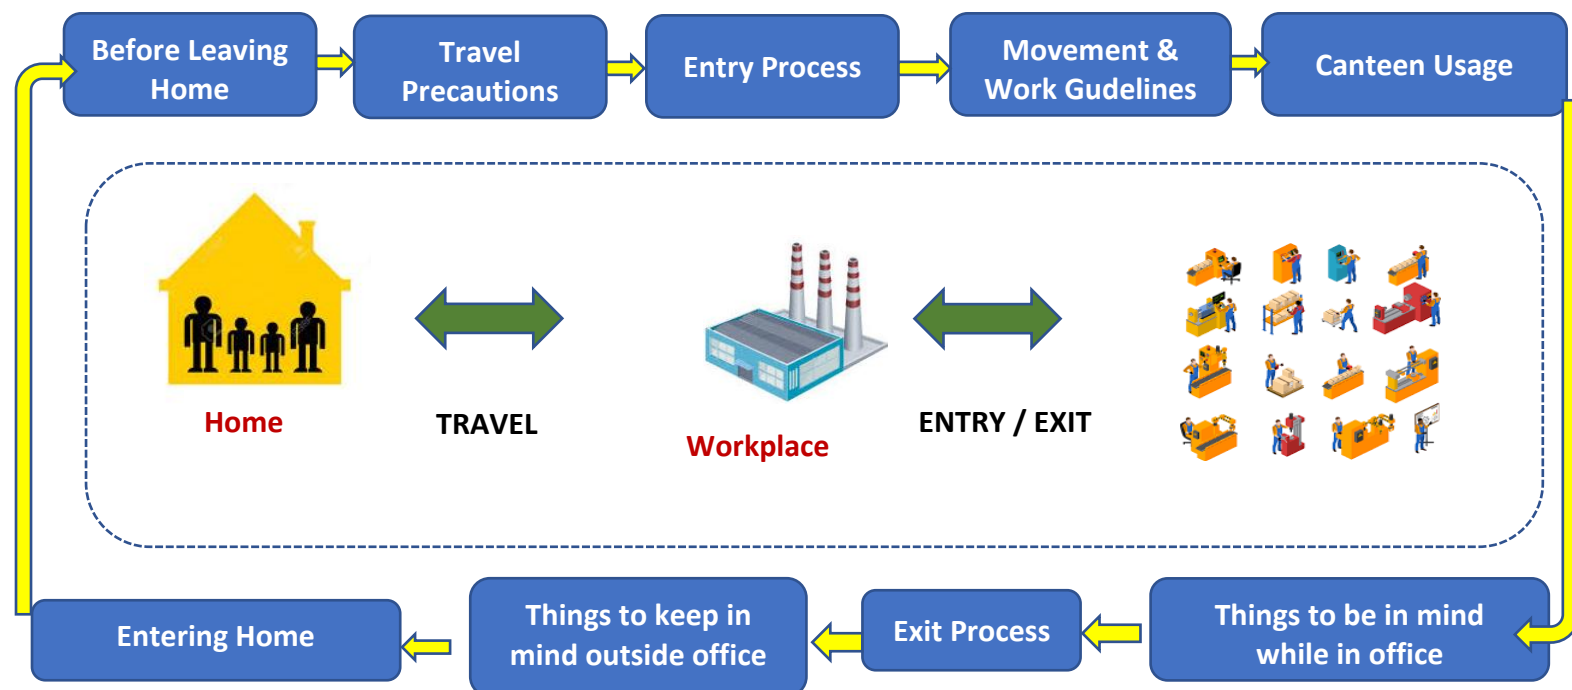 Before Leaving
Home
Travel
Precautions
Entry Process
Movement &
Work Gudelines
Canteen Usage
Home
TRAVEL
Workplace
ENTRY / EXIT
Entering Home
Things to keep in
mind outside office
Exit Process
Things to be in mind
while in office